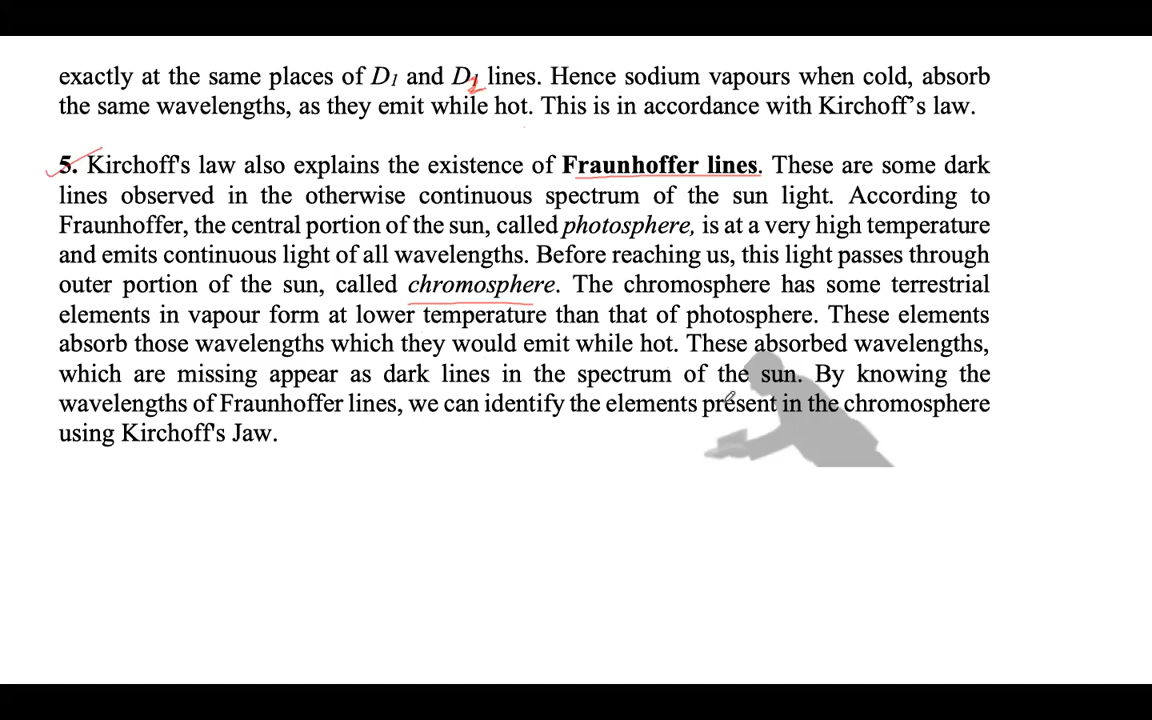 exactly at the same places of D1 and D2 lines. Hence sodium vapours when cold, absorb
the same wavelengths, as they emit while hot. This is in accordance with Kirchoff's law.
5. Kirchoff's law also explains the existence of Fraunhoffer lines. These are some dark
lines observed in the otherwise continuous spectrum of the sun light. According to
Fraunhoffer, the central portion of the sun, called photosphere, is at a very high temperature
and emits continuous light of all wavelengths. Before reaching us, this light passes through
outer portion of the sun, called chromosphere. The chromosphere has some terrestrial
elements in vapour form at lower temperature than that of photosphere. These elements
absorb those wavelengths which they would emit while hot. These absorbed wavelengths,
which are missing appear as dark lines in the spectrum of the sun. By knowing the
wavelengths of Fraunhoffer lines, we can identify the elements present in the chromosphere
using Kirchoff's Jaw.